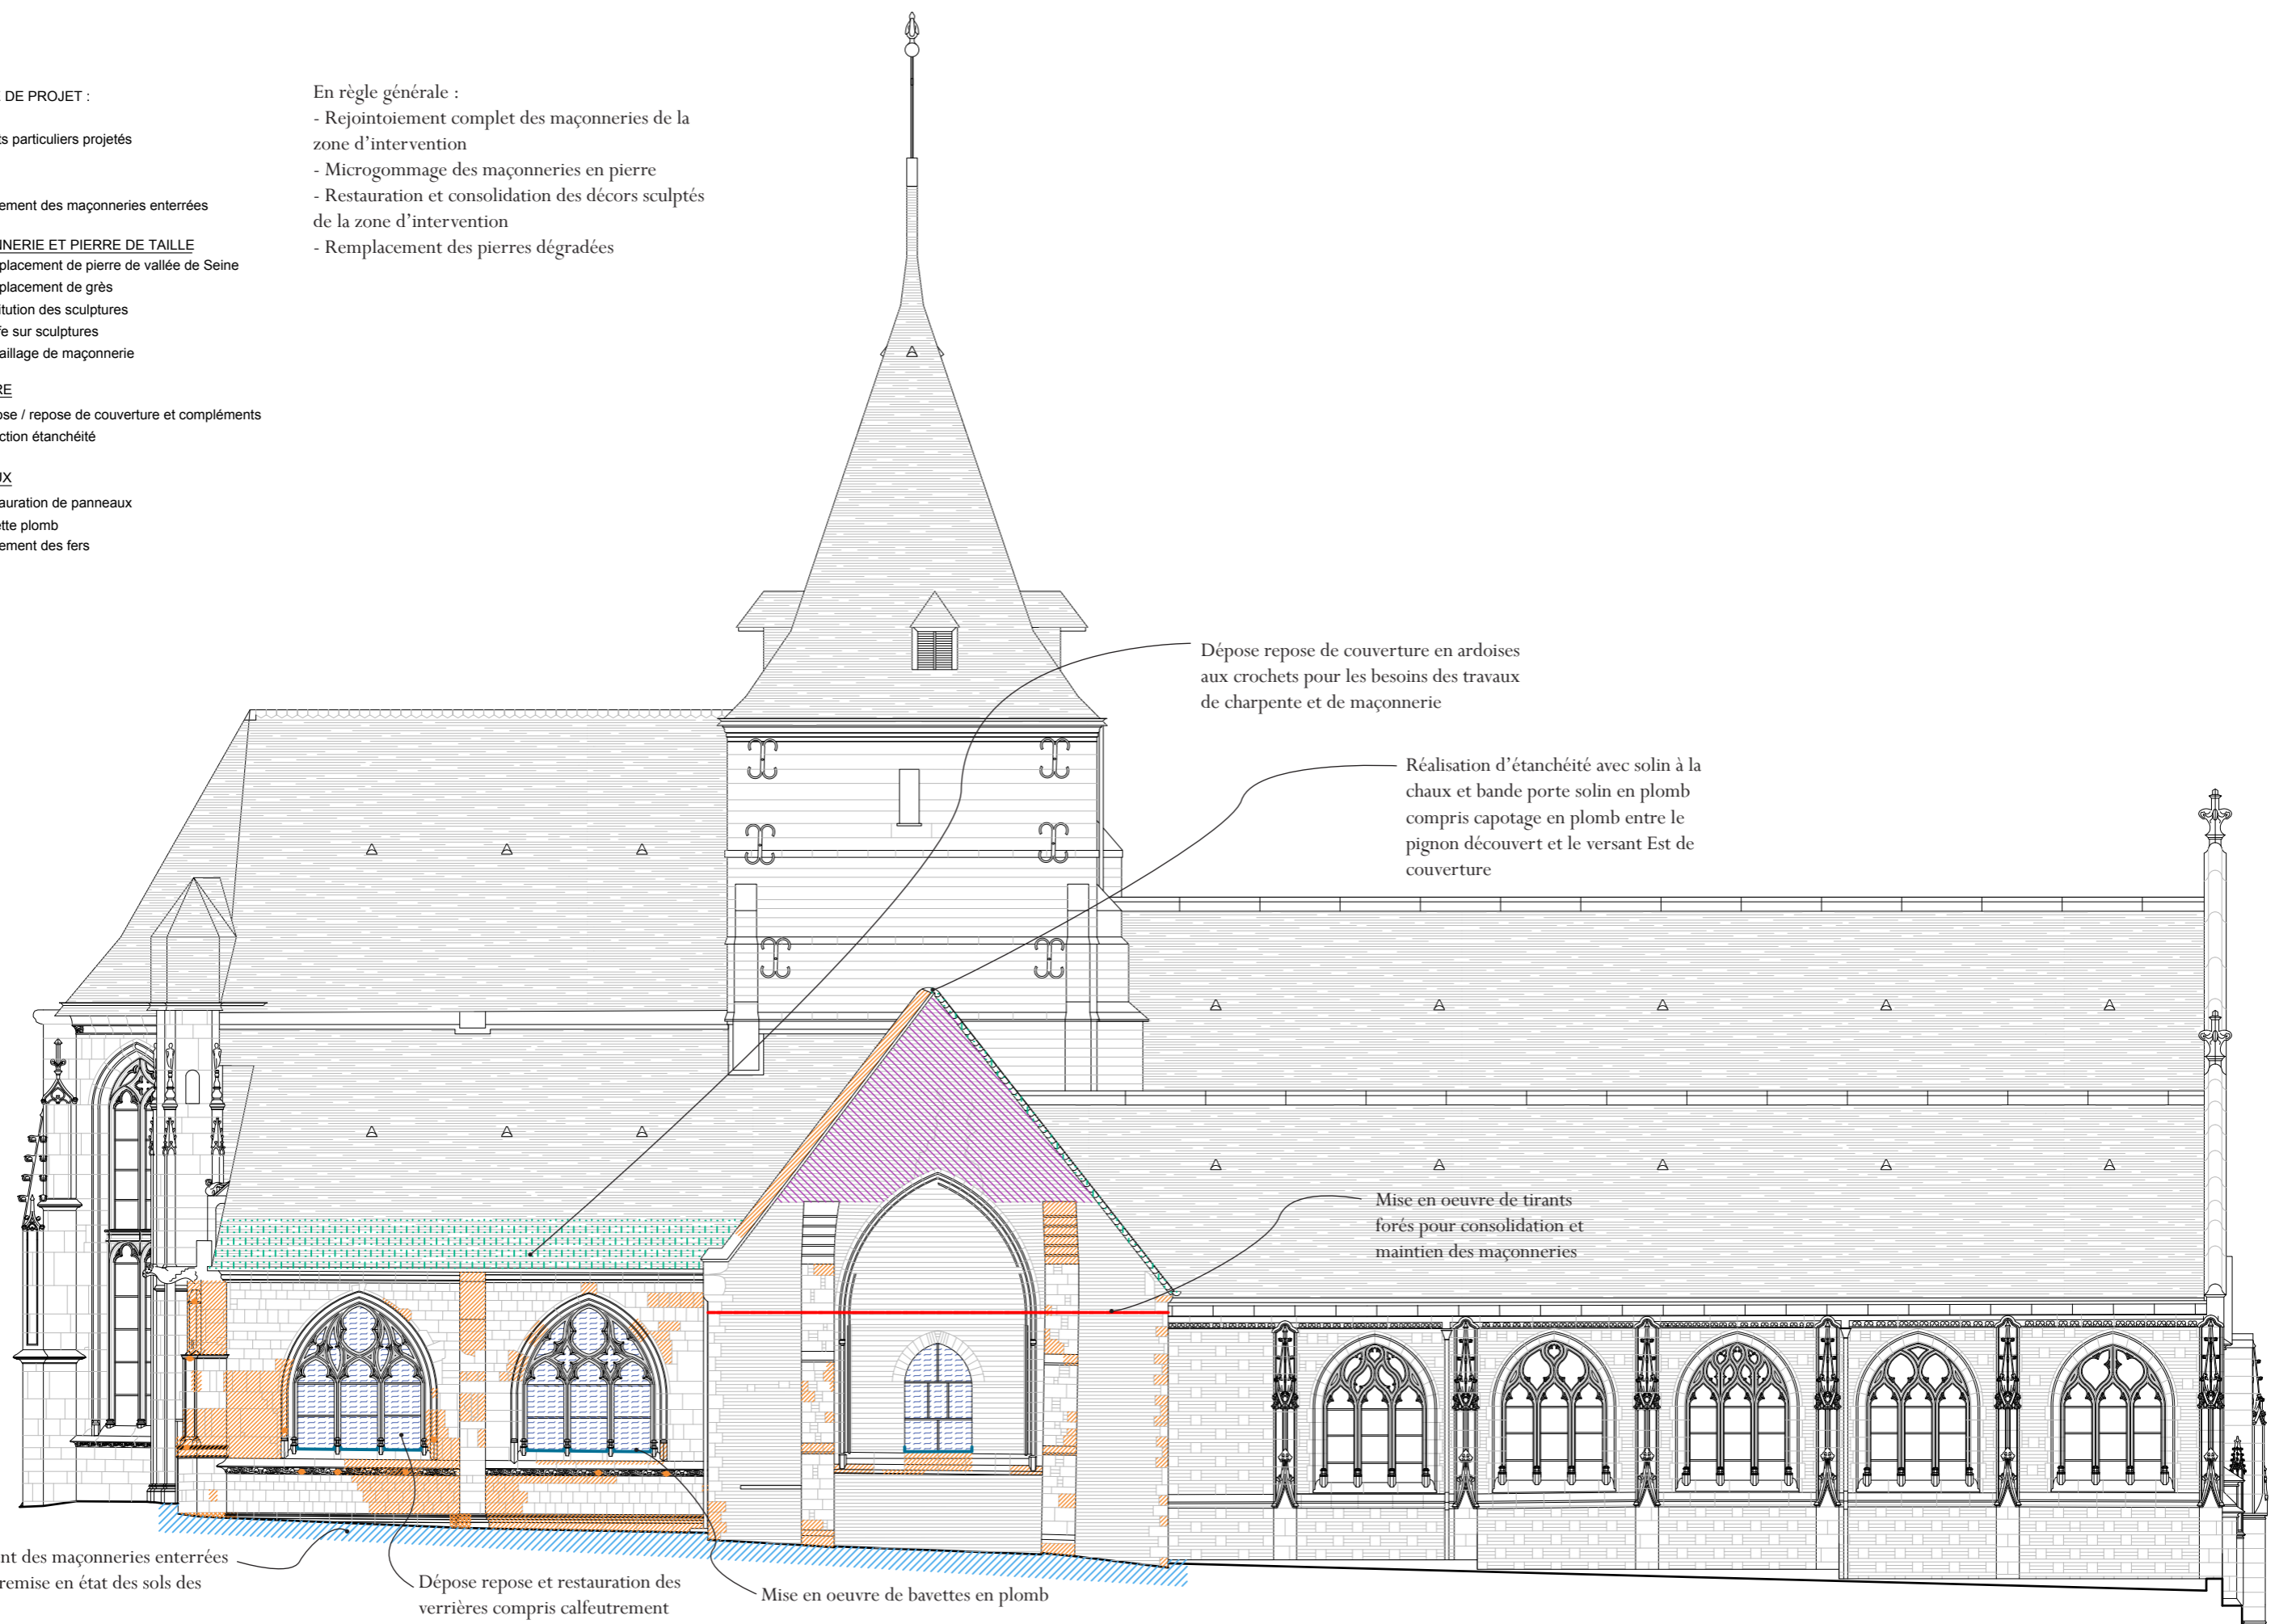 DE PROJET :
ts particuliers projetés
ement des maçonneries enterrées
NNERIE ET PIERRE DE TAILLE
placement de pierre de vallée de Seine
placement de grès
itution des sculptures
fe sur sculptures
aillage de maçonnerie
RE
ose / repose de couverture et compléments
ction étanchéité
UX
auration de panneaux
ette plomb
ement des fers
En règle générale :
- Rejointoiement complet des maçonneries de la
zone d’intervention
- Microgommage des maçonneries en pierre
- Restauration et consolidation des décors sculptés
de la zone d’intervention
- Remplacement des pierres dégradées
Dépose repose de couverture en ardoises
aux crochets pour les besoins des travaux
de charpente et de maçonnerie
Réalisation d’étanchéité avec solin à la
chaux et bande porte solin en plomb
compris capotage en plomb entre le
pignon découvert et le versant Est de
couverture
Mise en oeuvre de tirants
forés pour consolidation et
maintien des maçonneries
nt des maçonneries enterrées
remise en état des sols des
Dépose repose et restauration des
verrières compris calfeutrement
Mise en oeuvre de bavettes en plomb